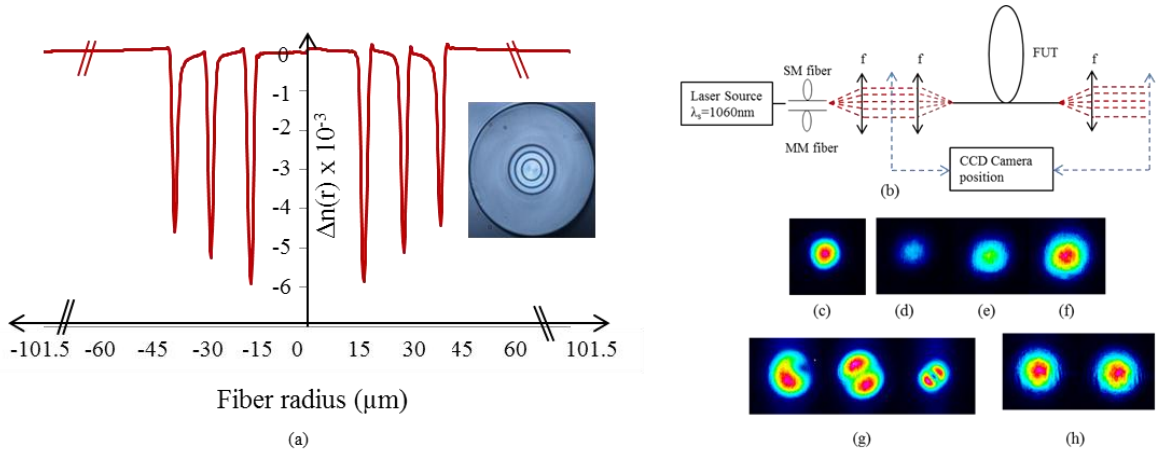 0
-1
-2
-3
-4
-5
-6
Δn(r) x 10-3
-101.5 -60 -45 -30 -15 0 15 30 45 60 101.5
Fiber radius (µm)
(a)
Laser Source
λs=1060nm
SM fiber
MM fiber
f f FUT f
CCD Camera
position
(b)
(c) (d) (e) (f)
(g) (h)